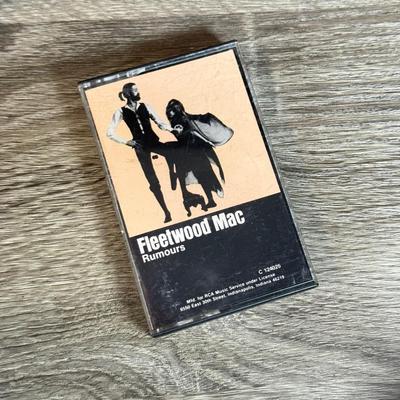 Fleetwood Mac
Rumours
C 124025
Mfd. for RCA Music Service under License
6550 East 30th Street, Indianapolis, Indiana 46219